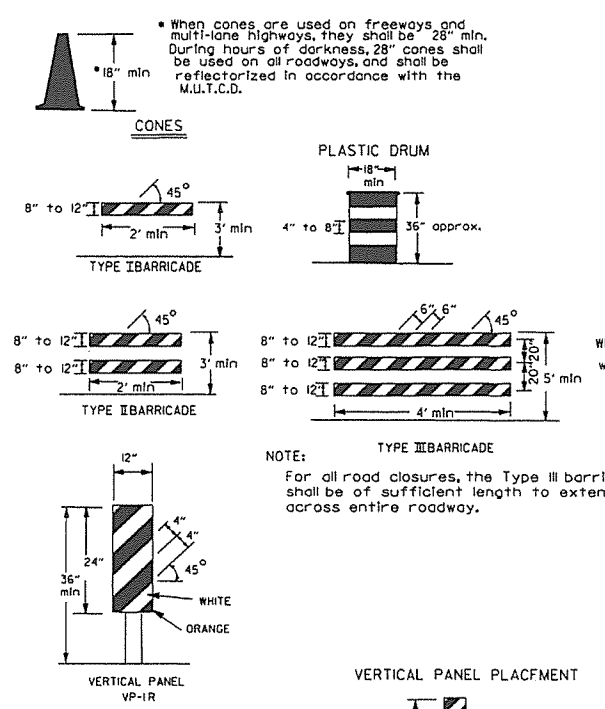 * When cones are used on freeways and
multi-lane highways, they shall be 28" min.
During hours of darkness, 28" cones shall
be used on all roadways, and shall be
reflectorized in accordance with the
M.U.T.C.D.
*18" min
CONES
PLASTIC DRUM
18"
min
4" to 8"
36" approx.
45°
8" to 12"
2' min
3' min
TYPE I BARRICADE
45°
8" to 12"
8" to 12"
2' min
3' min
TYPE II BARRICADE
6" 6"
45°
8" to 12"
8" to 12"
8" to 12"
20" 20"
5' min
4' min
TYPE III BARRICADE
NOTE:
For all road closures, the Type III barri
shall be of sufficient length to exten
across entire roadway.
12"
4"
4"
45°
24"
36"
min
WHITE
ORANGE
VERTICAL PANEL
VP-1R
VERTICAL PANEL PLACEMENT